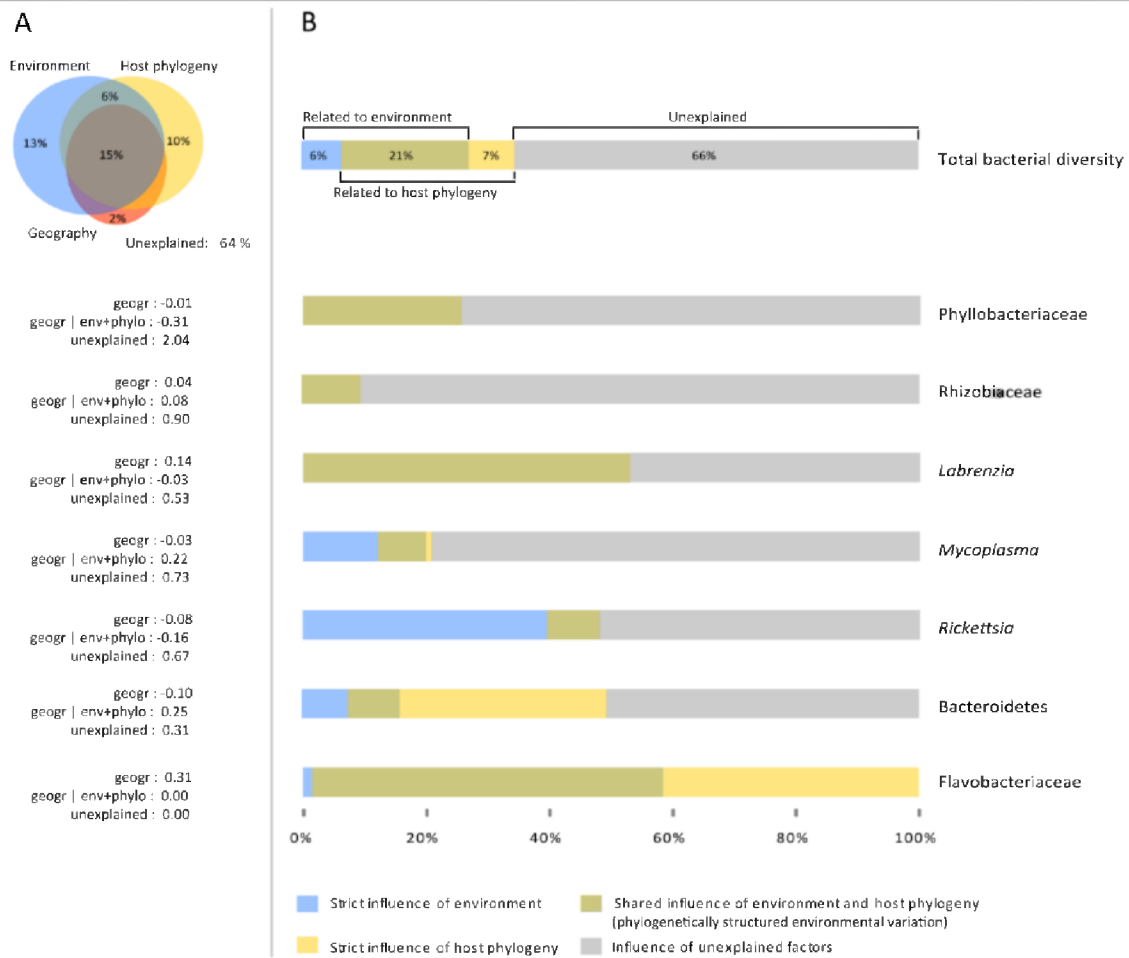 A
Environment
Host phylogeny
6%
13%
10%
15%
2%
Geography
Unexplained: 64 %
geogr : -0.01
geogr | env+phylo : -0.31
unexplained : 2.04
geogr : 0.04
geogr | env+phylo : 0.08
unexplained : 0.90
geogr : 0.14
geogr | env+phylo : -0.03
unexplained : 0.53
geogr : -0.03
geogr | env+phylo : 0.22
unexplained : 0.73
geogr : -0.08
geogr | env+phylo : -0.16
unexplained : 0.67
geogr : -0.10
geogr | env+phylo : 0.25
unexplained : 0.31
geogr : 0.31
geogr | env+phylo : 0.00
unexplained : 0.00
B
Related to environment
Unexplained
6%
21%
7%
66%
Total bacterial diversity
Related to host phylogeny
Phyllobacteriaceae
Rhizobiaceae
Labrenzia
Mycoplasma
Rickettsia
Bacteroidetes
Flavobacteriaceae
0%
20%
40%
60%
80%
100%
Strict influence of environment
Shared influence of environment and host phylogeny
(phylogenetically structured environmental variation)
Strict influence of host phylogeny
Influence of unexplained factors